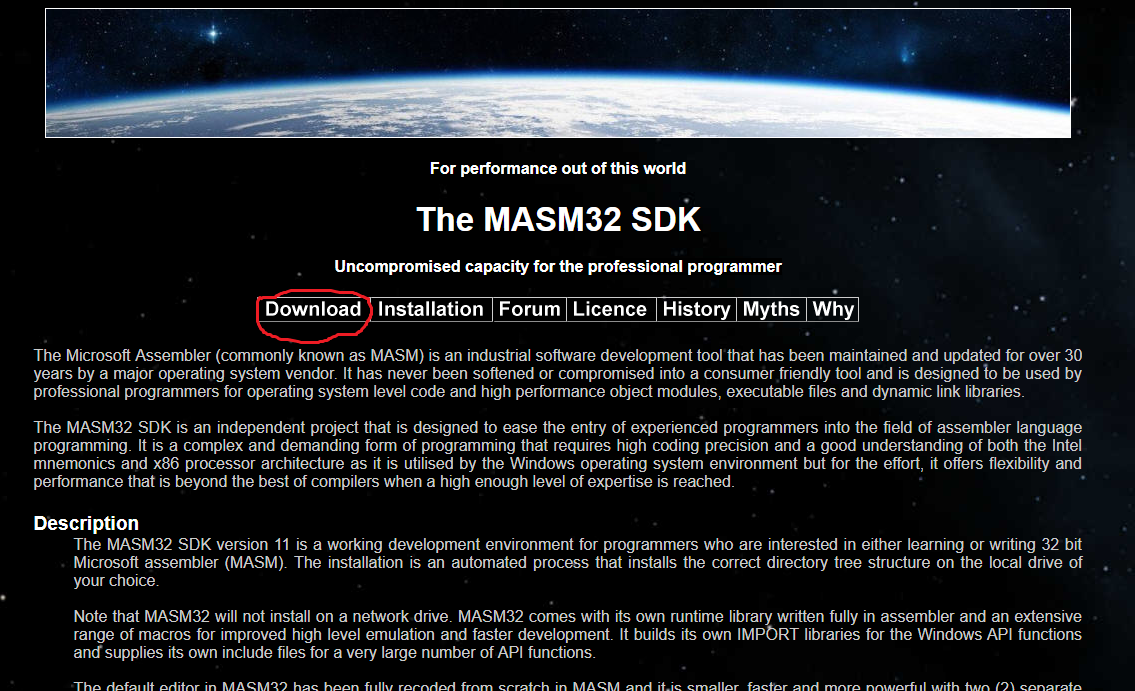 For performance out of this world
The MASM32 SDK
Uncompromised capacity for the professional programmer
Download Installation Forum Licence History Myths Why
The Microsoft Assembler (commonly known as MASM) is an industrial software development tool that has been maintained and updated for over 30
years by a major operating system vendor. It has never been softened or compromised into a consumer friendly tool and is designed to be used by
professional programmers for operating system level code and high performance object modules, executable files and dynamic link libraries.
The MASM32 SDK is an independent project that is designed to ease the entry of experienced programmers into the field of assembler language
programming. It is a complex and demanding form of programming that requires high coding precision and a good understanding of both the Intel
mnemonics and x86 processor architecture as it is utilised by the Windows operating system environment but for the effort, it offers flexibility and
performance that is beyond the best of compilers when a high enough level of expertise is reached.
Description
The MASM32 SDK version 11 is a working development environment for programmers who are interested in either learning or writing 32 bit
Microsoft assembler (MASM). The installation is an automated process that installs the correct directory tree structure on the local drive of
your choice.
Note that MASM32 will not install on a network drive. MASM32 comes with its own runtime library written fully in assembler and an extensive
range of macros for improved high level emulation and faster development. It builds its own IMPORT libraries for the Windows API functions
and supplies its own include files for a very large number of API functions.
The default editor in MASM32 has been fully recoded from scratch in MASM and it is smaller, faster and more powerful with two (2) separate